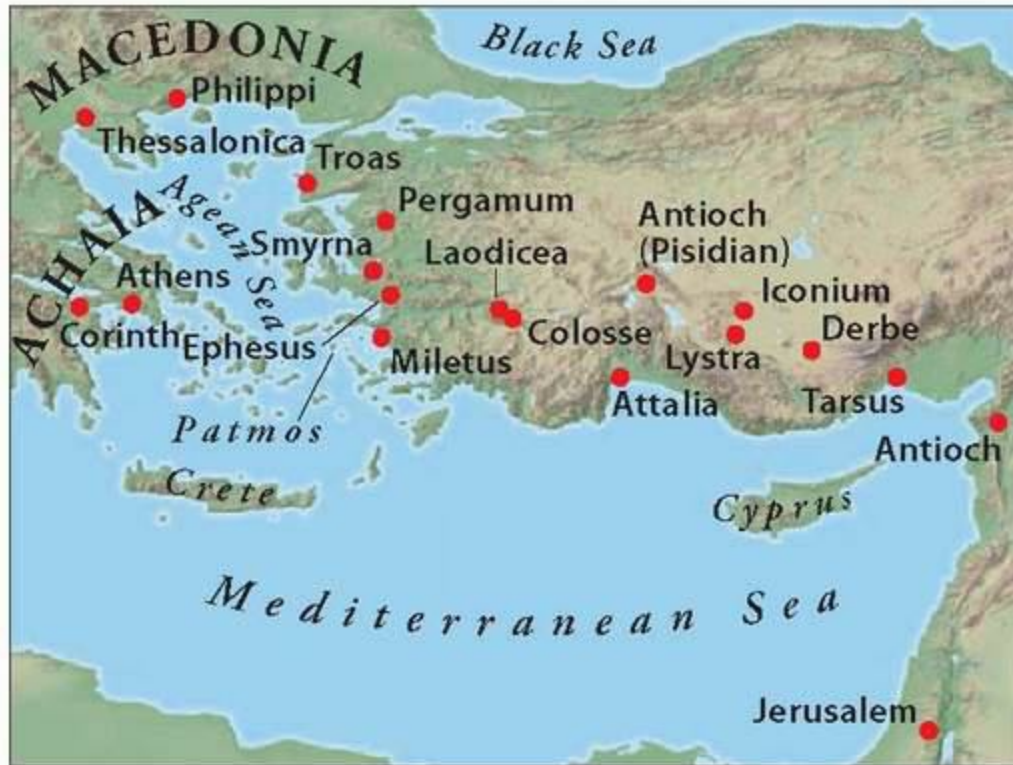 MACEDONIA
Black Sea
Philippi
Thessalonica
Troas
Agean Sea
ACHAIA
Pergamum
Smyrna
Laodicea
Antioch
(Pisidian)
Athens
Iconium
Corinth
Ephesus
Colosse
Derbe
Lystra
Miletus
Attalia
Tarsus
Patmos
Antioch
Crete
Cyprus
Mediterranean Sea
Jerusalem